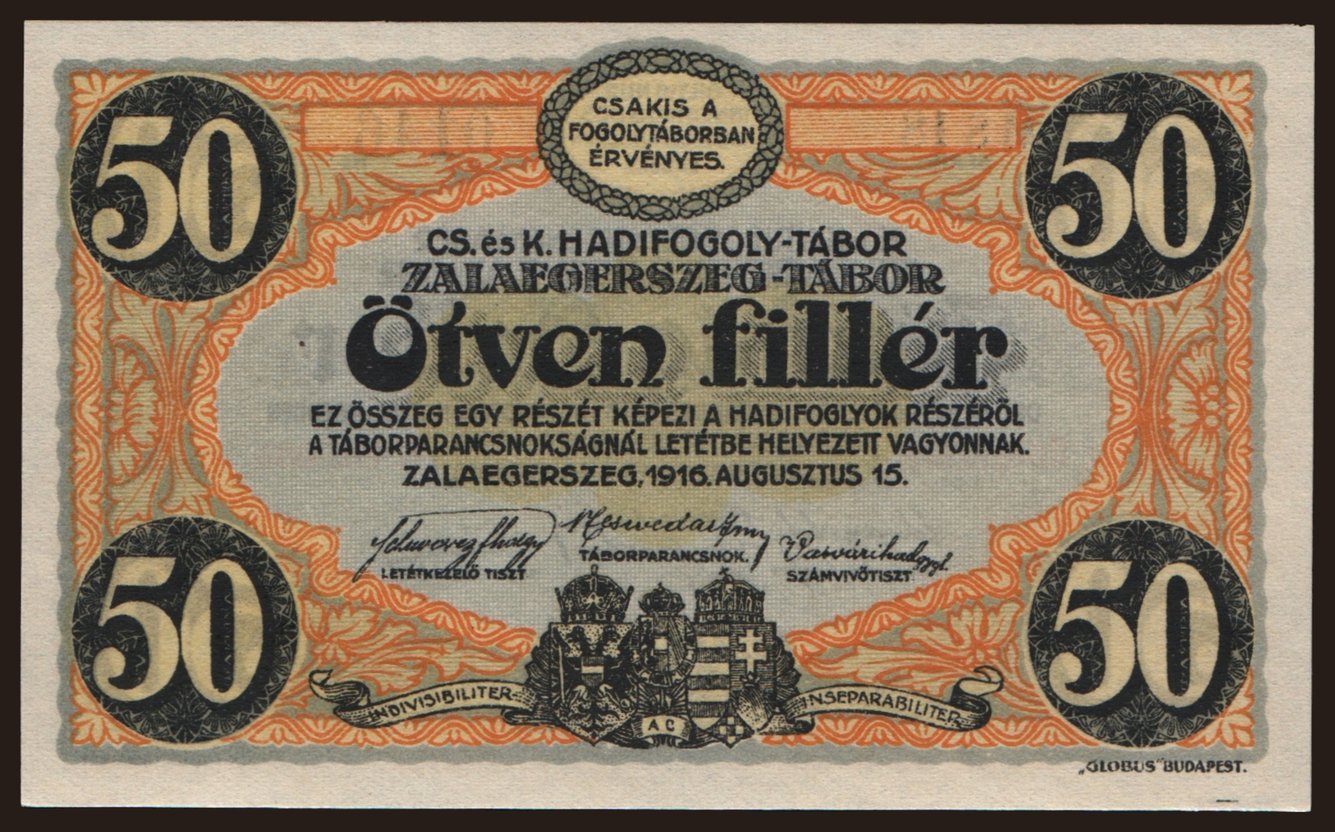 50
CSAKIS A
FOGOLYTÁBORBAN
ÉRVÉNYES.
50
CS. és K. HADIFOGOLY-TÁBOR
ZALAEGERSZEG-TÁBOR
Ötven fillér
EZ ÖSSZEG EGY RÉSZÉT KÉPEZI A HADIFOGLYOK RÉSZÉRŐL
A TÁBORPARANCSNOKSÁGNÁL LETÉTBE HELYEZETT VAGYONNAK.
ZALAEGERSZEG, 1916. AUGUSZTUS 15.
LETÉTKEZELŐ TISZT
TÁBORPARANCSNOK.
SZÁMVIVŐTISZT
50
INDIVISIBILITER
AC
INSEPARABILITER
50
„GLOBUS" BUDAPEST.